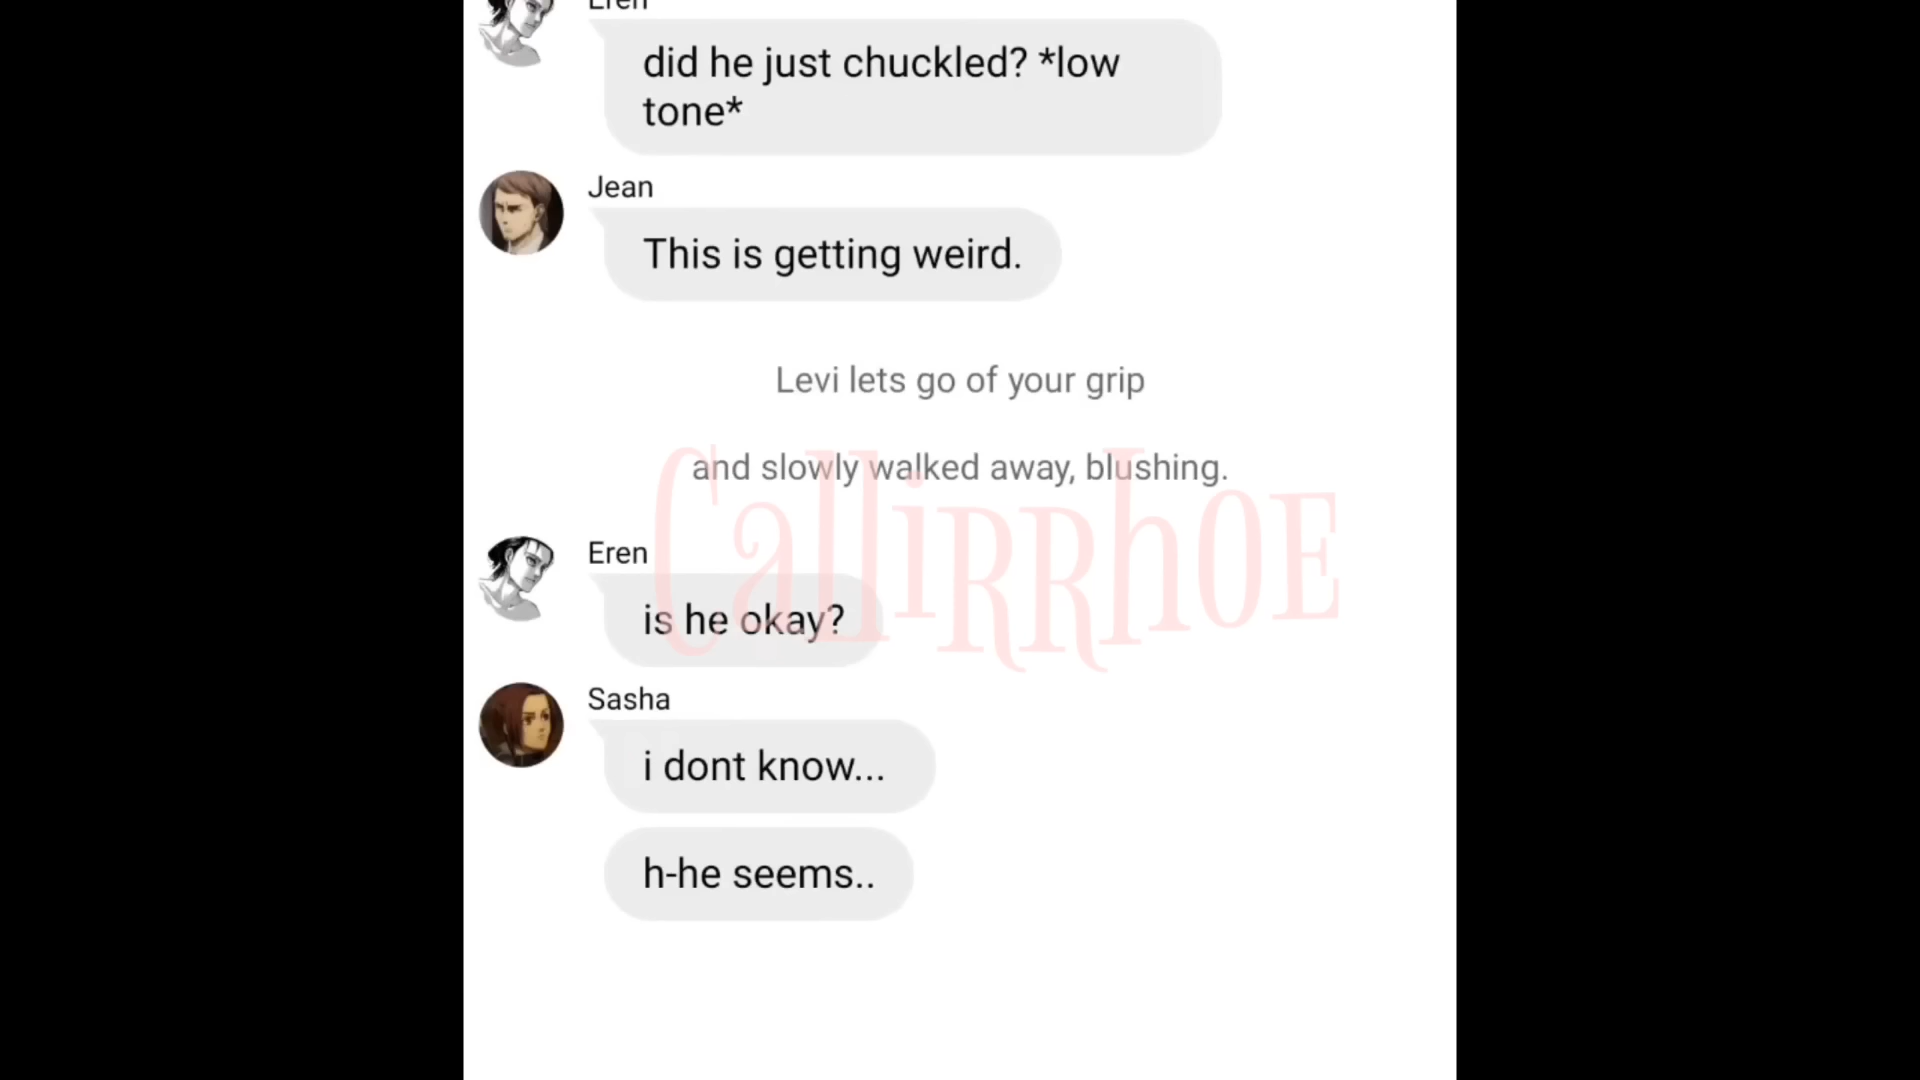 Eren
did he just chuckled? *low
tone*
Jean
This is getting weird.
Levi lets go of your grip
and slowly walked away, blushing.
CalliRRhOE
Eren
is he okay?
Sasha
i dont know...
h-he seems..